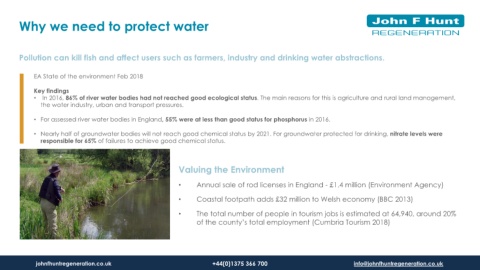 Why we need to protect water
John F Hunt
REGENERATION
Pollution can kill fish and affect users such as farmers, industry and drinking water abstractions.
EA State of the environment Feb 2018
Key findings
• In 2016, 86% of river water bodies had not reached good ecological status. The main reasons for this is agriculture and rural land management,
the water industry, urban and transport pressures.
• For assessed river water bodies in England, 55% were at less than good status for phosphorus in 2016.
• Nearly half of groundwater bodies will not reach good chemical status by 2021. For groundwater protected for drinking, nitrate levels were
responsible for 65% of failures to achieve good chemical status.
Valuing the Environment
• Annual sale of rod licenses in England - £1.4 million (Environment Agency)
• Coastal footpath adds £32 million to Welsh economy (BBC 2013)
• The total number of people in tourism jobs is estimated at 64,940, around 20%
of the county's total employment (Cumbria Tourism 2018)
johnfhuntregeneration.co.uk
+44(0)1375 366 700
info@johnfhuntregeneration.co.uk